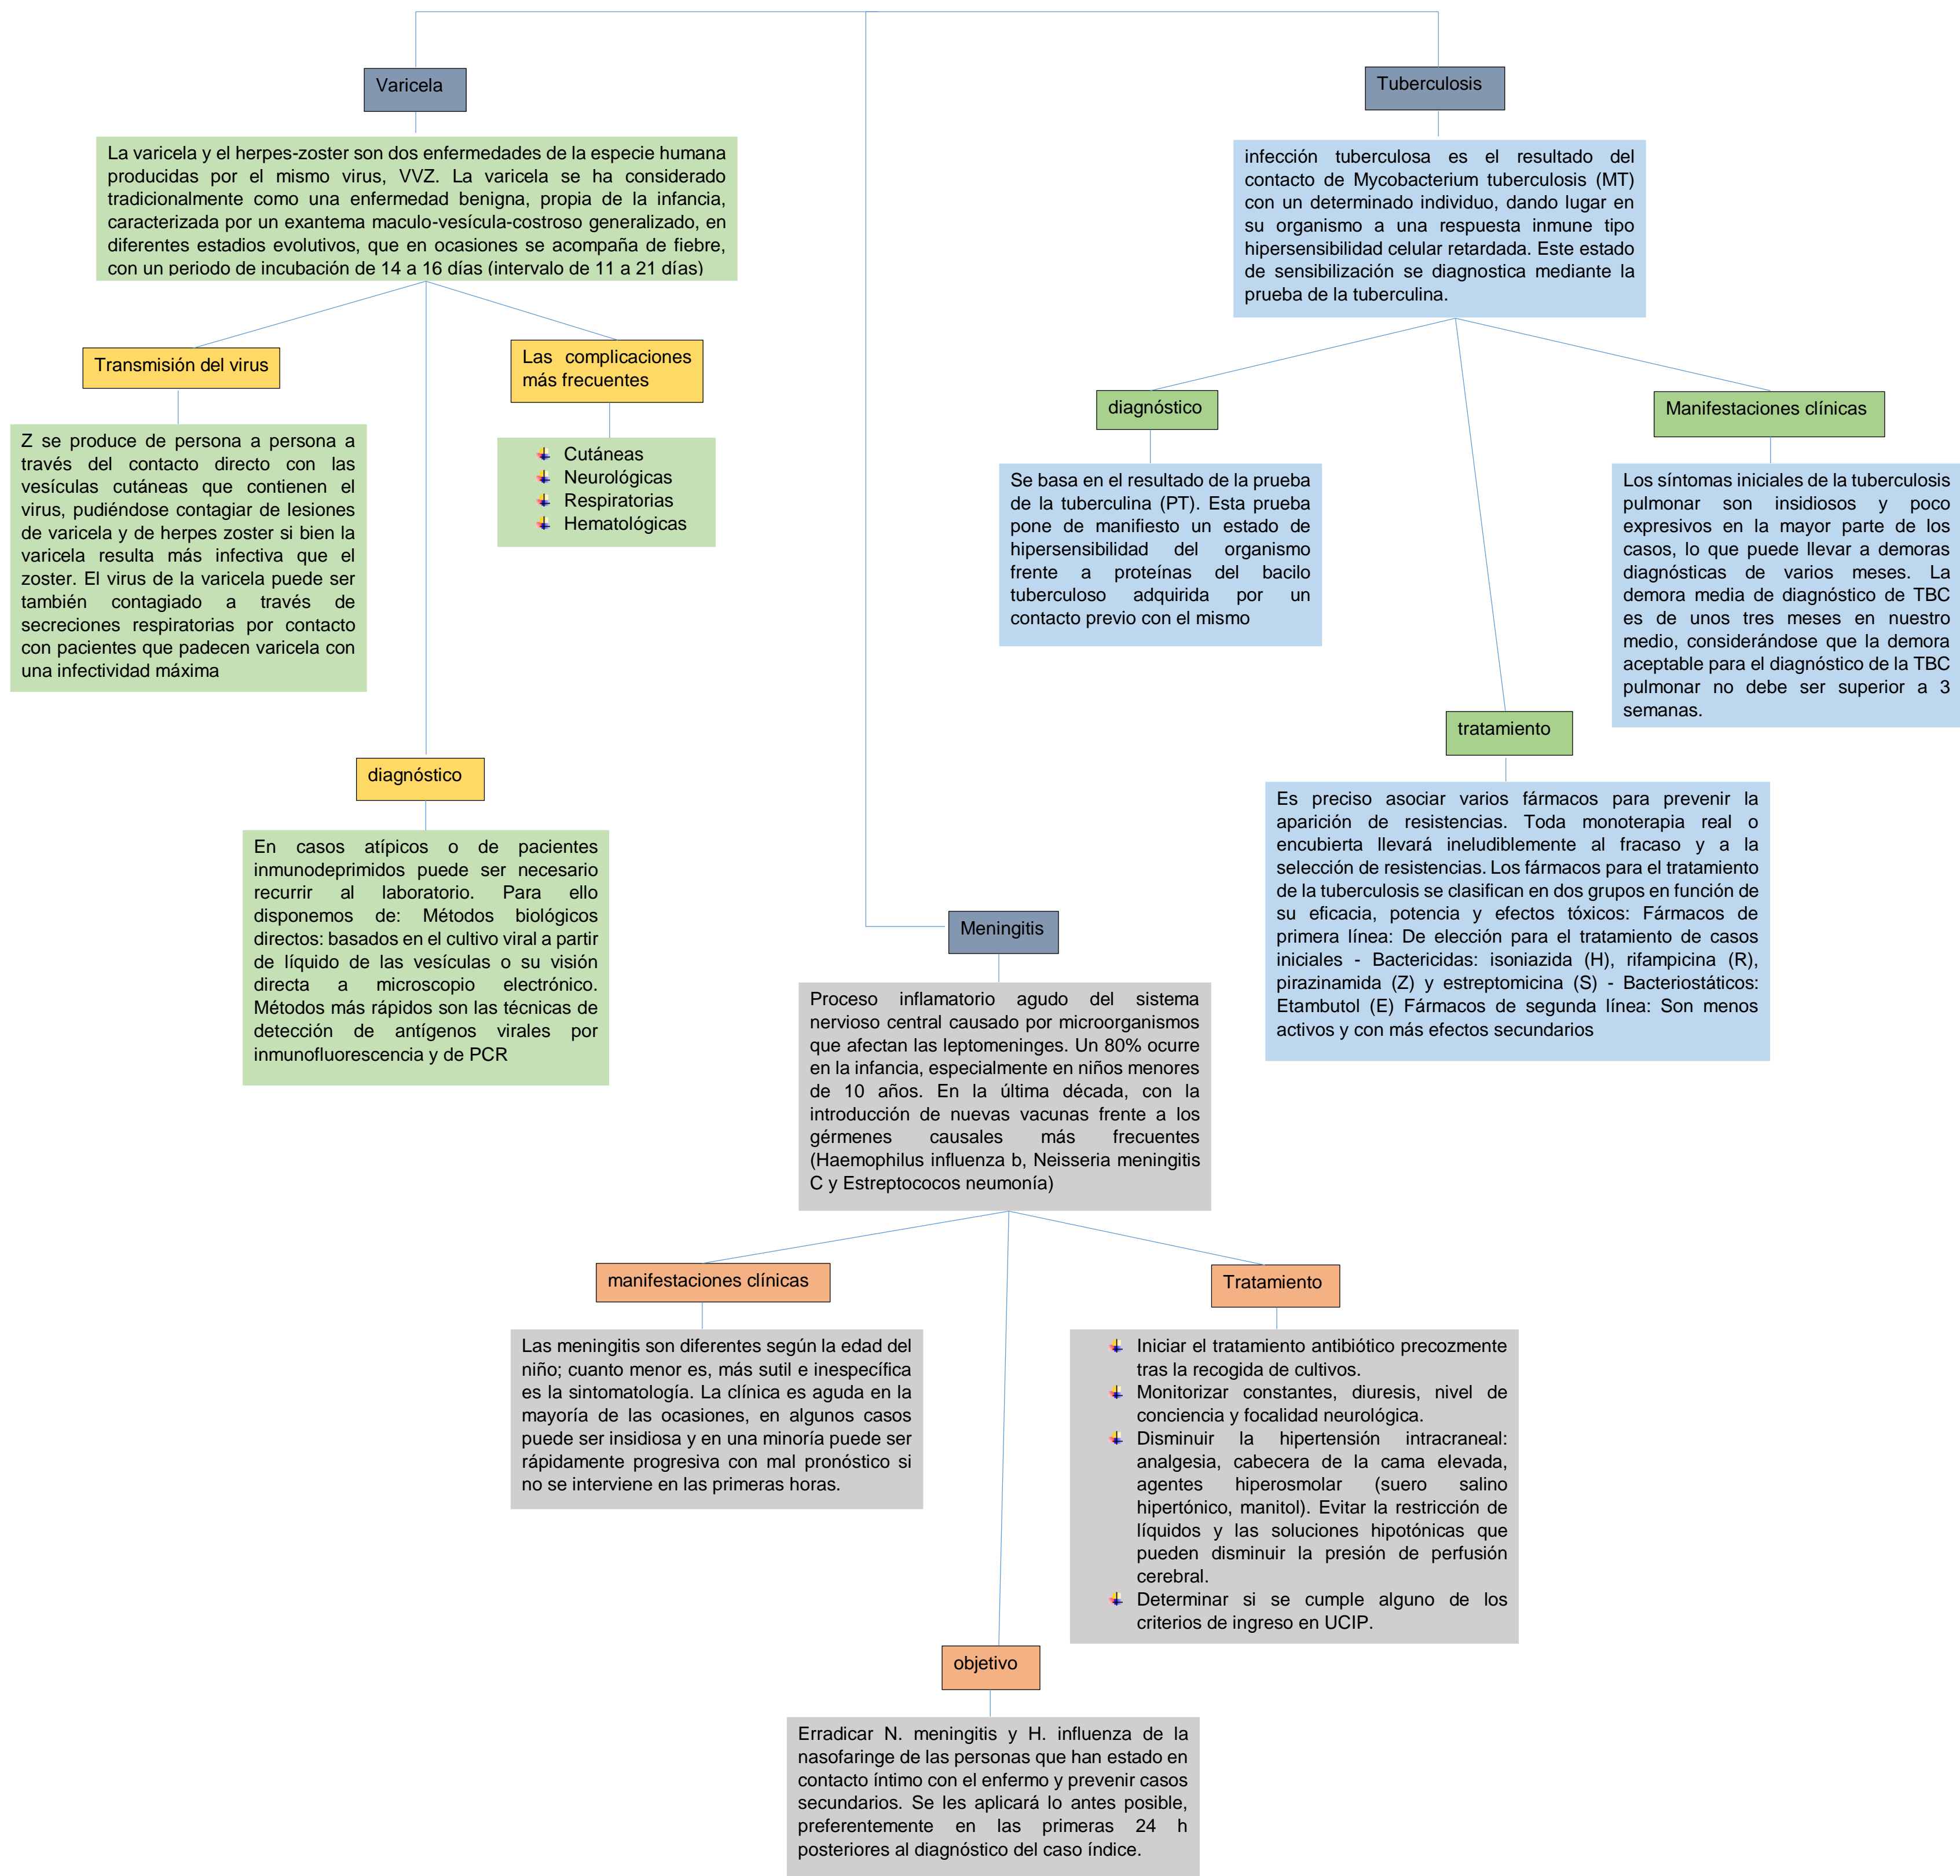 Varicela
La varicela y el herpes-zoster son dos enfermedades de la especie humana
producidas por el mismo virus, VVZ. La varicela se ha considerado
tradicionalmente como una enfermedad benigna, propia de la infancia,
caracterizada por un exantema maculo-vesícula-costroso generalizado, en
diferentes estadios evolutivos, que en ocasiones se acompaña de fiebre,
con un periodo de incubación de 14 a 16 días (intervalo de 11 a 21 días)
Transmisión del virus
Z se produce de persona a persona a
través del contacto directo con las
vesículas cutáneas que contienen el
virus, pudiéndose contagiar de lesiones
de varicela y de herpes zoster si bien la
varicela resulta más infectiva que el
zoster. El virus de la varicela puede ser
también contagiado a través de
secreciones respiratorias por contacto
con pacientes que padecen varicela con
una infectividad máxima
Las complicaciones
más frecuentes
Cutáneas
Neurológicas
Respiratorias
Hematológicas
diagnóstico
En casos atípicos o de pacientes
inmunodeprimidos puede ser necesario
recurrir al laboratorio. Para ello
disponemos de: Métodos biológicos
directos: basados en el cultivo viral a partir
de líquido de las vesículas o su visión
directa a microscopio electrónico.
Métodos más rápidos son las técnicas de
detección de antígenos virales por
inmunofluorescencia y de PCR
Tuberculosis
infección tuberculosa es el resultado del
contacto de Mycobacterium tuberculosis (MT)
con un determinado individuo, dando lugar en
su organismo a una respuesta inmune tipo
hipersensibilidad celular retardada. Este estado
de sensibilización se diagnostica mediante la
prueba de la tuberculina.
diagnóstico
Se basa en el resultado de la prueba
de la tuberculina (PT). Esta prueba
pone de manifiesto un estado de
hipersensibilidad del organismo
frente a proteínas del bacilo
tuberculoso adquirida por un
contacto previo con el mismo
Manifestaciones clínicas
Los síntomas iniciales de la tuberculosis
pulmonar son insidiosos y poco
expresivos en la mayor parte de los
casos, lo que puede llevar a demoras
diagnósticas de varios meses. La
demora media de diagnóstico de TBC
es de unos tres meses en nuestro
medio, considerándose que la demora
aceptable para el diagnóstico de la TBC
pulmonar no debe ser superior a 3
semanas.
tratamiento
Es preciso asociar varios fármacos para prevenir la
aparición de resistencias. Toda monoterapia real o
encubierta llevará ineludiblemente al fracaso y a la
selección de resistencias. Los fármacos para el tratamiento
de la tuberculosis se clasifican en dos grupos en función de
su eficacia, potencia y efectos tóxicos: Fármacos de
primera línea: De elección para el tratamiento de casos
iniciales - Bactericidas: isoniazida (H), rifampicina (R),
pirazinamida (Z) y estreptomicina (S) - Bacteriostáticos:
Etambutol (E) Fármacos de segunda línea: Son menos
activos y con más efectos secundarios
Meningitis
Proceso inflamatorio agudo del sistema
nervioso central causado por microorganismos
que afectan las leptomeninges. Un 80% ocurre
en la infancia, especialmente en niños menores
de 10 años. En la última década, con la
introducción de nuevas vacunas frente a los
gérmenes causales más frecuentes
(Haemophilus influenza b, Neisseria meningitis
C y Estreptococos neumonía)
manifestaciones clínicas
Las meningitis son diferentes según la edad del
niño; cuanto menor es, más sutil e inespecífica
es la sintomatología. La clínica es aguda en la
mayoría de las ocasiones, en algunos casos
puede ser insidiosa y en una minoría puede ser
rápidamente progresiva con mal pronóstico si
no se interviene en las primeras horas.
Tratamiento
Iniciar el tratamiento antibiótico precozmente
tras la recogida de cultivos.
Monitorizar constantes, diuresis, nivel de
conciencia y focalidad neurológica.
Disminuir la hipertensión intracraneal:
analgesia, cabecera de la cama elevada,
agentes hiperosmolar (suero salino
hipertónico, manitol). Evitar la restricción de
líquidos y las soluciones hipotónicas que
pueden disminuir la presión de perfusión
cerebral.
Determinar si se cumple alguno de los
criterios de ingreso en UCIP.
objetivo
Erradicar N. meningitis y H. influenza de la
nasofaringe de las personas que han estado en
contacto íntimo con el enfermo y prevenir casos
secundarios. Se les aplicará lo antes posible,
preferentemente en las primeras 24 h
posteriores al diagnóstico del caso índice.